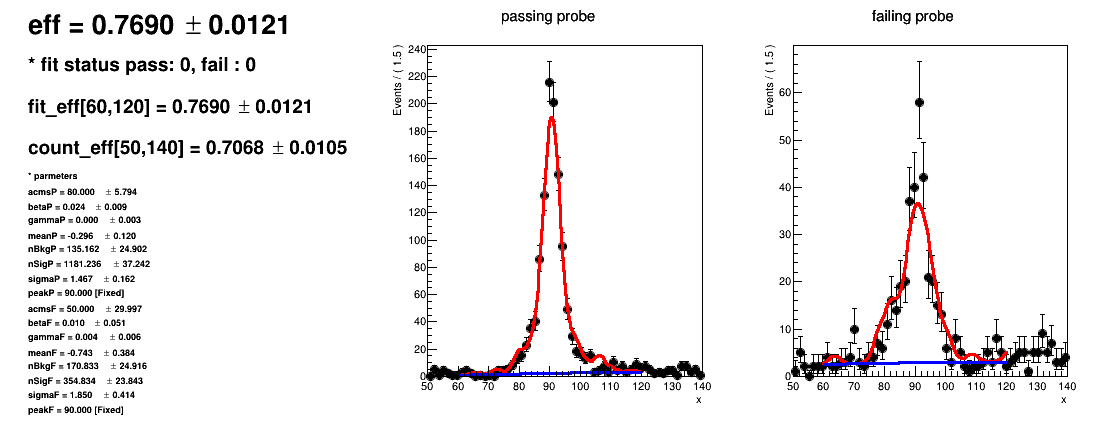 eff = 0.7690 ± 0.0121
* fit status pass: 0, fail : 0
fit_eff[60,120] = 0.7690 ± 0.0121
count_eff[50,140] = 0.7068 ± 0.0105
* parmeters
acmsP = 80.000 ± 5.794
betaP = 0.024 ± 0.009
gammaP = 0.000 ± 0.003
meanP = -0.296 ± 0.120
nBkgP = 135.162 ± 24.902
nSigP = 1181.236 ± 37.242
sigmaP = 1.467 ± 0.162
peakP = 90.000 [Fixed]
acmsF = 50.000 ± 29.997
betaF = 0.010 ± 0.051
gammaF = 0.004 ± 0.006
meanF = -0.743 ± 0.384
nBkgF = 170.833 ± 24.916
nSigF = 354.834 ± 23.843
sigmaF = 1.850 ± 0.414
peakF = 90.000 [Fixed]
passing probe
Events / ( 1.5 )
240
220
200
180
160
140
120
100
80
60
40
20
0
50 60 70 80 90 100 110 120 130 140
x
failing probe
Events / ( 1.5 )
60
50
40
30
20
10
0
50 60 70 80 90 100 110 120 130 140
x